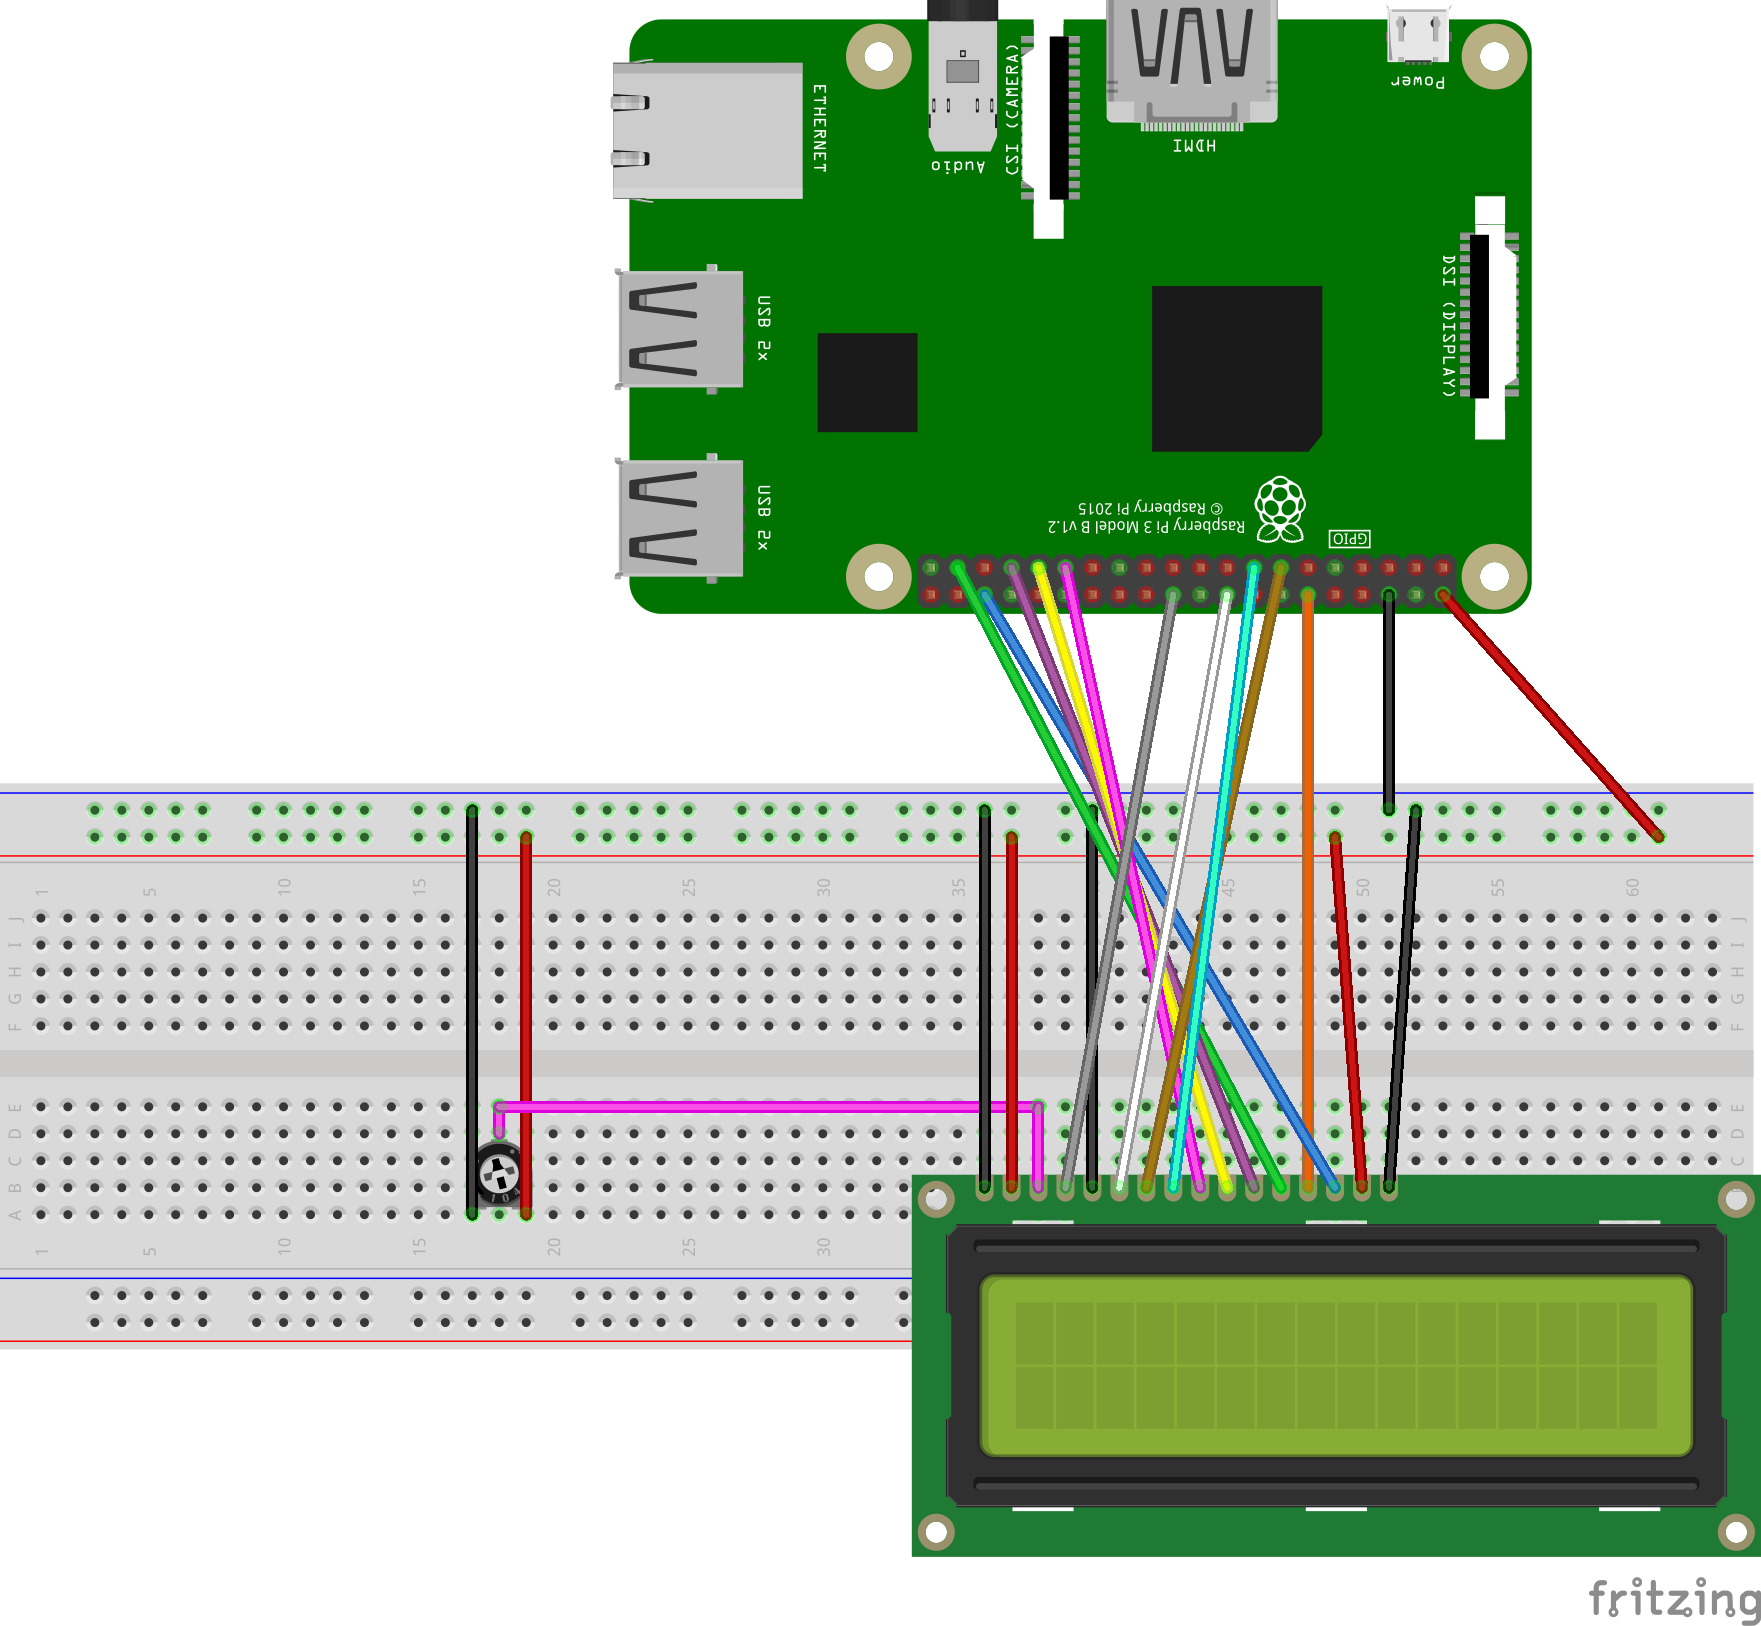 Power
ETHERNET
CSI (CAMERA)
HDMI
Audio
DSI (DISPLAY)
USB 2x
USB 2x
Raspberry Pi 3 Model B v1.2
© Raspberry Pi 2015
GPIO
1 5 10 15 20 25 30 35 45 50 55 60
J J
I I
H H
G G
F F
E E
D D
C C
B
A
1 5 10 15 20 25 30
fritzing